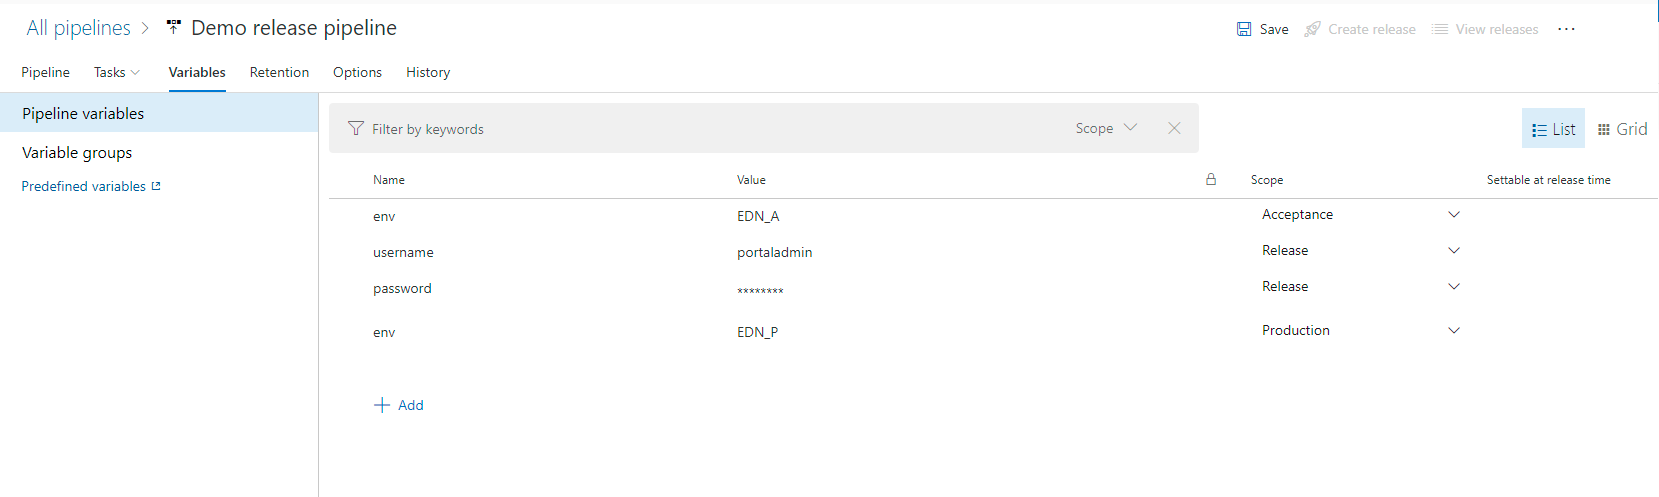 All pipelines > Demo release pipeline
Save Create release View releases ...
Pipeline Tasks Variables Retention Options History
Pipeline variables
Variable groups
Predefined variables
Filter by keywords Scope
List Grid
Name Value Scope Settable at release time
env EDN_A Acceptance
username portaladmin Release
password ******** Release
env EDN_P Production
+ Add